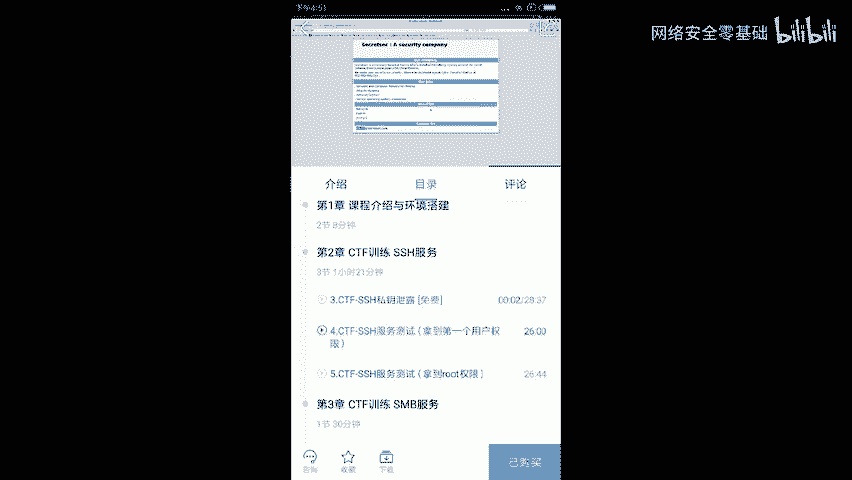 下午4:51
网络安全零基础 bilibili
Secretsec | A security company
介绍 目录 评论
第1章 课程介绍与环境搭建
2节 8分钟
第2章 CTF训练 SSH服务
3节 1小时21分钟
3.CTF-SSH私钥泄露 [免费] 00:02/28:37
4.CTF-SSH服务测试（拿到第一个用户权
限） 26:00
5.CTF-SSH服务测试（拿到root权限） 26:44
第3章 CTF训练 SMB服务
1节 30分钟
咨询 收藏 下载 已购买